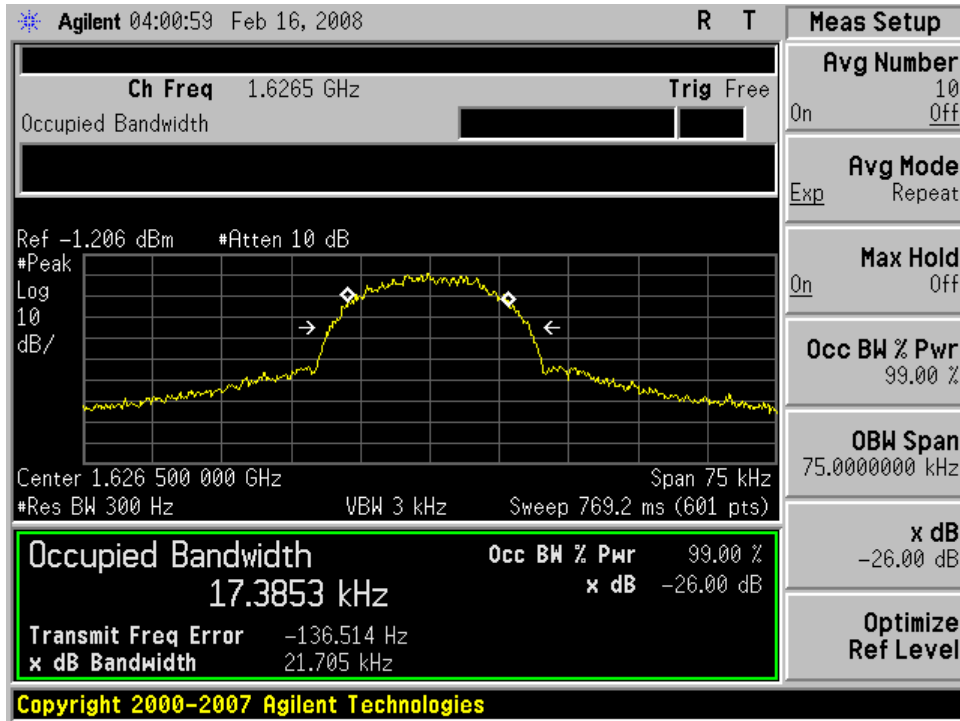 Agilent 04:00:59 Feb 16, 2008 R T
Ch Freq 1.6265 GHz Trig Free
Occupied Bandwidth
Ref -1.206 dBm #Atten 10 dB
#Peak
Log
10
dB/
Center 1.626 500 000 GHz Span 75 kHz
#Res BW 300 Hz VBW 3 kHz Sweep 769.2 ms (601 pts)
Occupied Bandwidth Occ BW % Pwr 99.00 %
17.3853 kHz x dB -26.00 dB
Transmit Freq Error -136.514 Hz
x dB Bandwidth 21.705 kHz
Copyright 2000-2007 Agilent Technologies
Meas Setup
Avg Number
10
On Off
Avg Mode
Exp Repeat
Max Hold
On Off
Occ BW % Pwr
99.00 %
OBW Span
75.0000000 kHz
x dB
-26.00 dB
Optimize
Ref Level